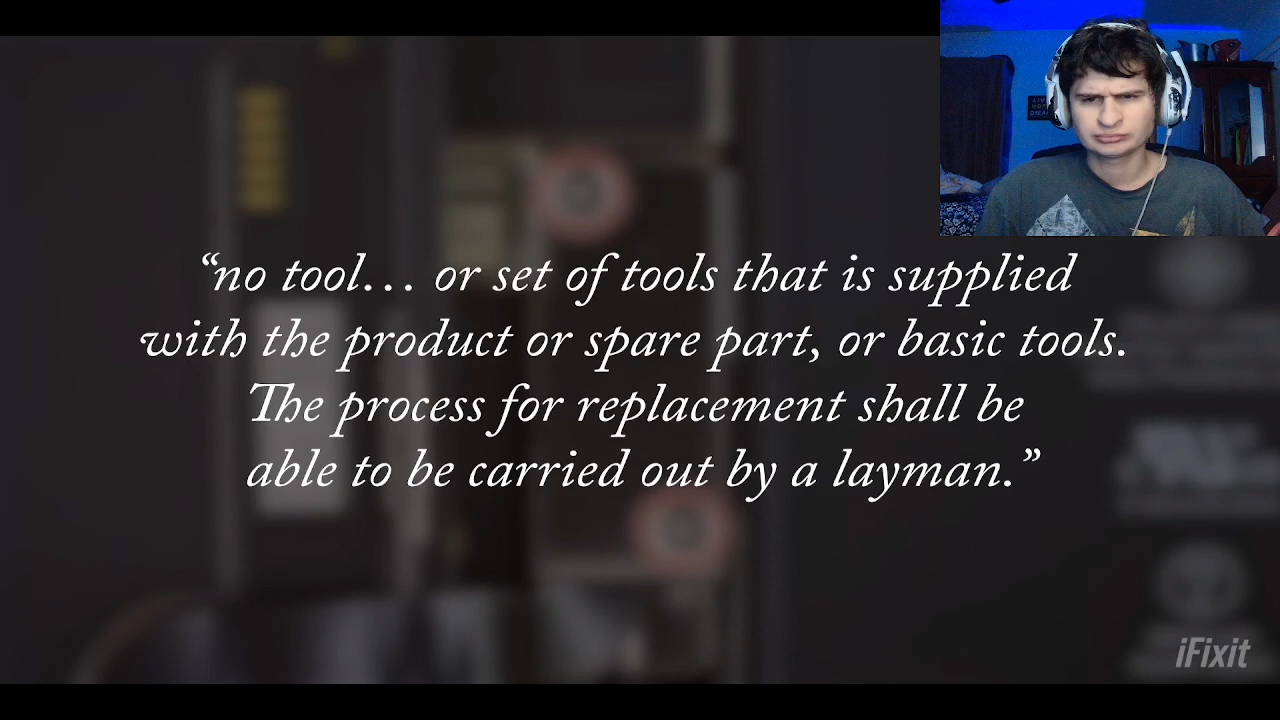 “no tool… or set of tools that is supplied
with the product or spare part, or basic tools.
The process for replacement shall be
able to be carried out by a layman.”
iFixit